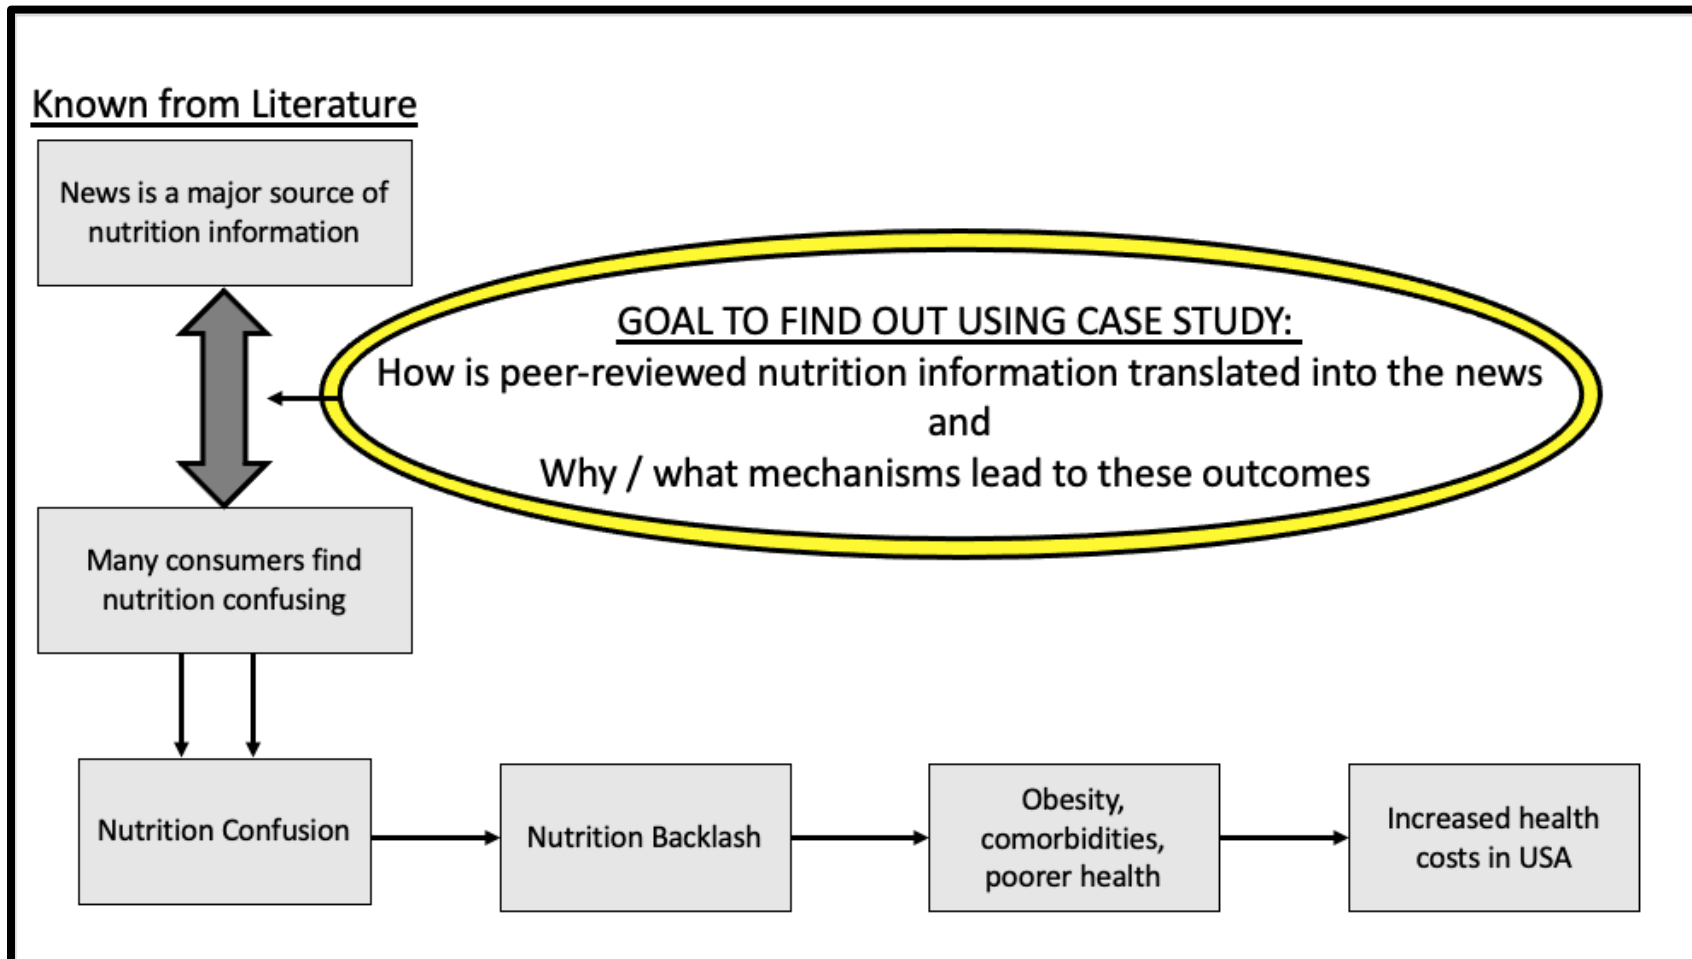 Known from Literature
News is a major source of
nutrition information
GOAL TO FIND OUT USING CASE STUDY:
How is peer-reviewed nutrition information translated into the news
and
Why / what mechanisms lead to these outcomes
Many consumers find
nutrition confusing
Nutrition Confusion
Nutrition Backlash
Obesity,
comorbidities,
poorer health
Increased health
costs in USA